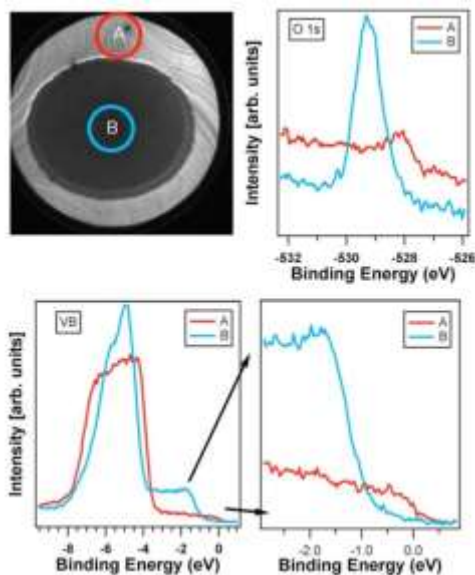 A
B
O 1s
A
B
Intensity [arb. units]
-532 -530 -528 -526
Binding Energy (eV)
VB
A
B
Intensity [arb. units]
-8 -6 -4 -2 0
Binding Energy (eV)
A
B
-2.0 -1.0 0.0
Binding Energy (eV)